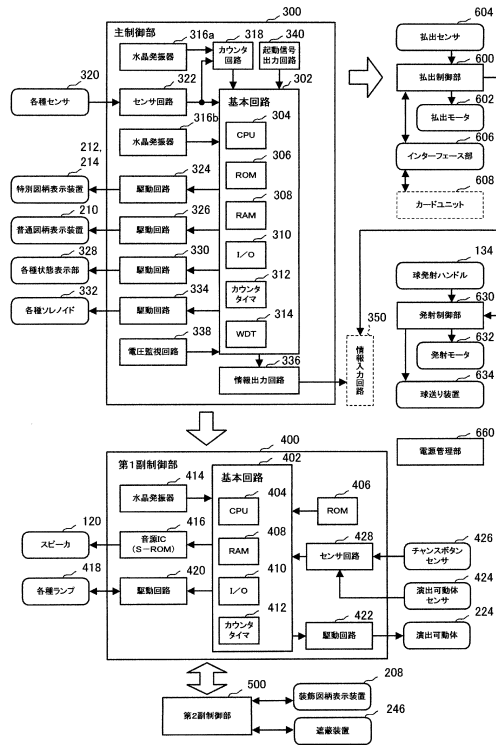 300
主制御部
316a
水晶発振器
318
カウンタ
回路
340
起動信号
出力回路
320
各種センサ
322
センサ回路
302
基本回路
304
CPU
316b
水晶発振器
306
ROM
212,
214
特別図柄表示装置
324
駆動回路
308
RAM
210
普通図柄表示装置
326
駆動回路
310
I/O
328
各種状態表示部
330
駆動回路
312
カウンタ
タイマ
332
各種ソレノイド
334
駆動回路
314
WDT
338
電圧監視回路
336
情報出力回路
350
情報入力回路
604
払出センサ
600
払出制御部
602
払出モータ
606
インターフェース部
608
カードユニット
134
球発射ハンドル
630
発射制御部
632
発射モータ
634
球送り装置
660
電源管理部
400
第1副制御部
402
基本回路
414
水晶発振器
404
CPU
406
ROM
120
スピーカ
416
音源IC
(S-ROM)
408
RAM
428
センサ回路
426
チャンスボタン
センサ
418
各種ランプ
420
駆動回路
410
I/O
424
演出可動体
センサ
412
カウンタ
タイマ
422
駆動回路
224
演出可動体
500
第2副制御部
208
装飾図柄表示装置
246
遮蔽装置